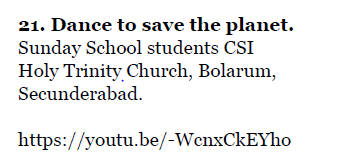 21. Dance to save the planet.
Sunday School students CSI
Holy Trinity Church, Bolarum,
Secunderabad.
https://youtu.be/-WcnxCkEYho